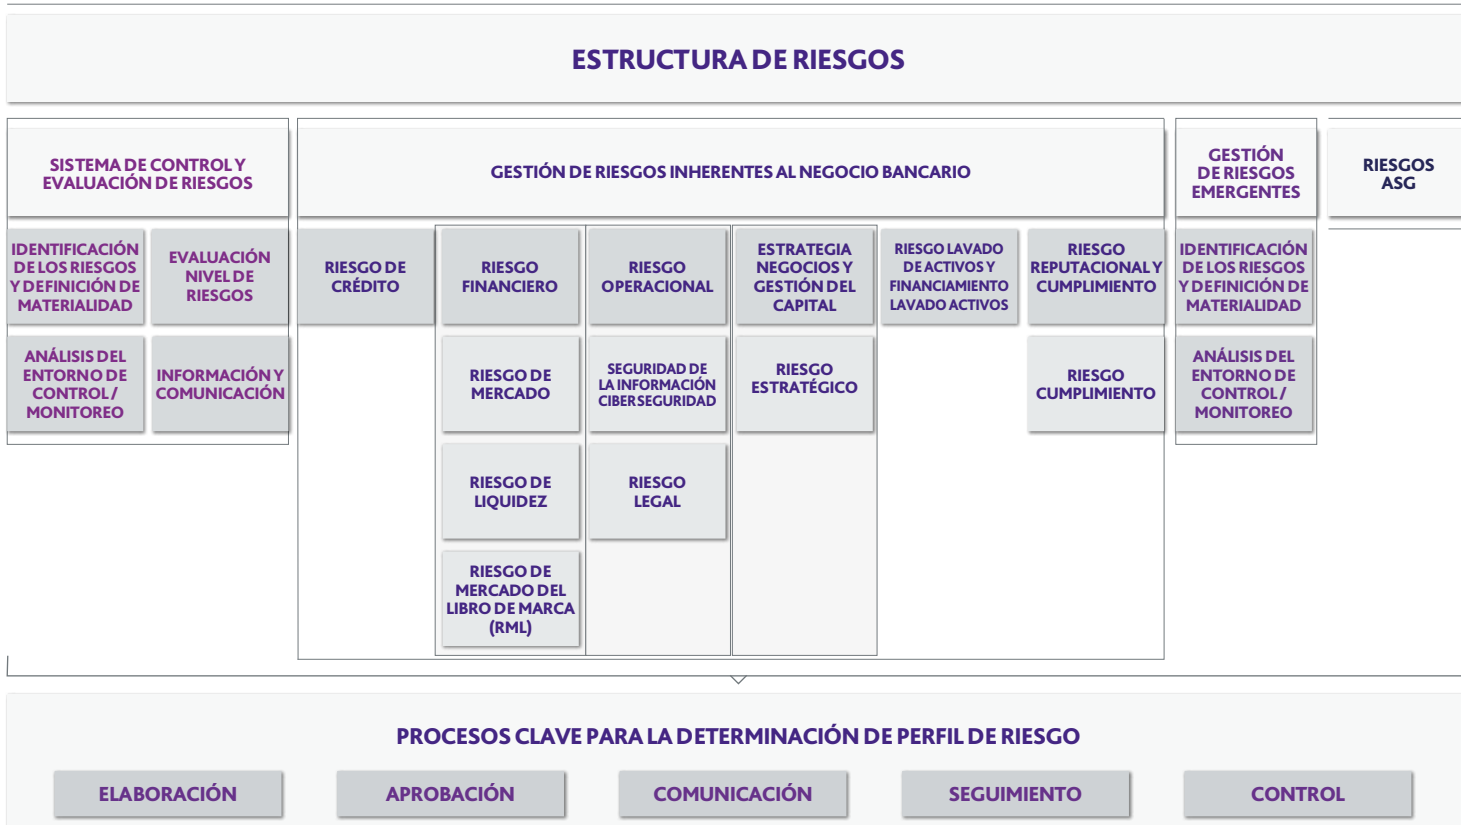 ESTRUCTURA DE RIESGOS
SISTEMA DE CONTROL Y
EVALUACIÓN DE RIESGOS
GESTIÓN DE RIESGOS INHERENTES AL NEGOCIO BANCARIO
GESTIÓN
DE RIESGOS
EMERGENTES
RIESGOS
ASG
IDENTIFICACIÓN
DE LOS RIESGOS
Y DEFINICIÓN DE
MATERIALIDAD
EVALUACIÓN
NIVEL DE
RIESGOS
RIESGO DE
CRÉDITO
RIESGO
FINANCIERO
RIESGO
OPERACIONAL
ESTRATEGIA
NEGOCIOS Y
GESTIÓN DEL
CAPITAL
RIESGO LAVADO
DE ACTIVOS Y
FINANCIAMIENTO
LAVADO ACTIVOS
RIESGO
REPUTACIONAL Y
CUMPLIMIENTO
IDENTIFICACIÓN
DE LOS RIESGOS
Y DEFINICIÓN DE
MATERIALIDAD
ANÁLISIS DEL
ENTORNO DE
CONTROL /
MONITOREO
INFORMACIÓN Y
COMUNICACIÓN
RIESGO DE
MERCADO
SEGURIDAD DE
LA INFORMACIÓN
CIBERSEGURIDAD
RIESGO
ESTRATÉGICO
RIESGO
CUMPLIMIENTO
ANÁLISIS DEL
ENTORNO DE
CONTROL /
MONITOREO
RIESGO DE
LIQUIDEZ
RIESGO
LEGAL
RIESGO DE
MERCADO DEL
LIBRO DE MARCA
(RML)
PROCESOS CLAVE PARA LA DETERMINACIÓN DE PERFIL DE RIESGO
ELABORACIÓN
APROBACIÓN
COMUNICACIÓN
SEGUIMIENTO
CONTROL